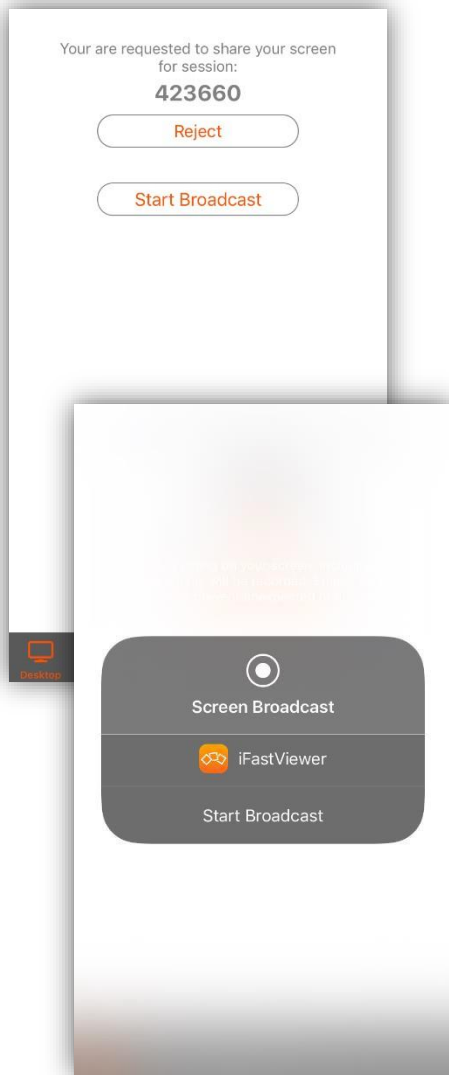 Your are requested to share your screen
for session:
423660
Reject
Start Broadcast
Desktop
Screen Broadcast
iFastViewer
Start Broadcast